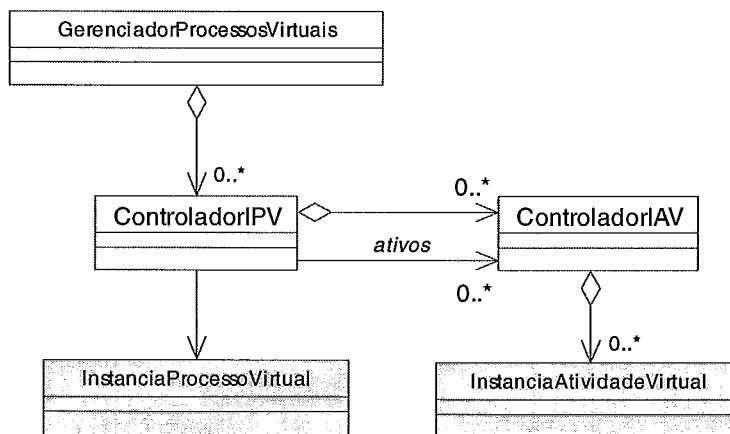 GerenciadorProcessosVirtuais
0..*
ControladorIPV
0..*
ControladorIAV
ativos
0..*
0..*
InstanciaProcessoVirtual
InstanciaAtividadeVirtual